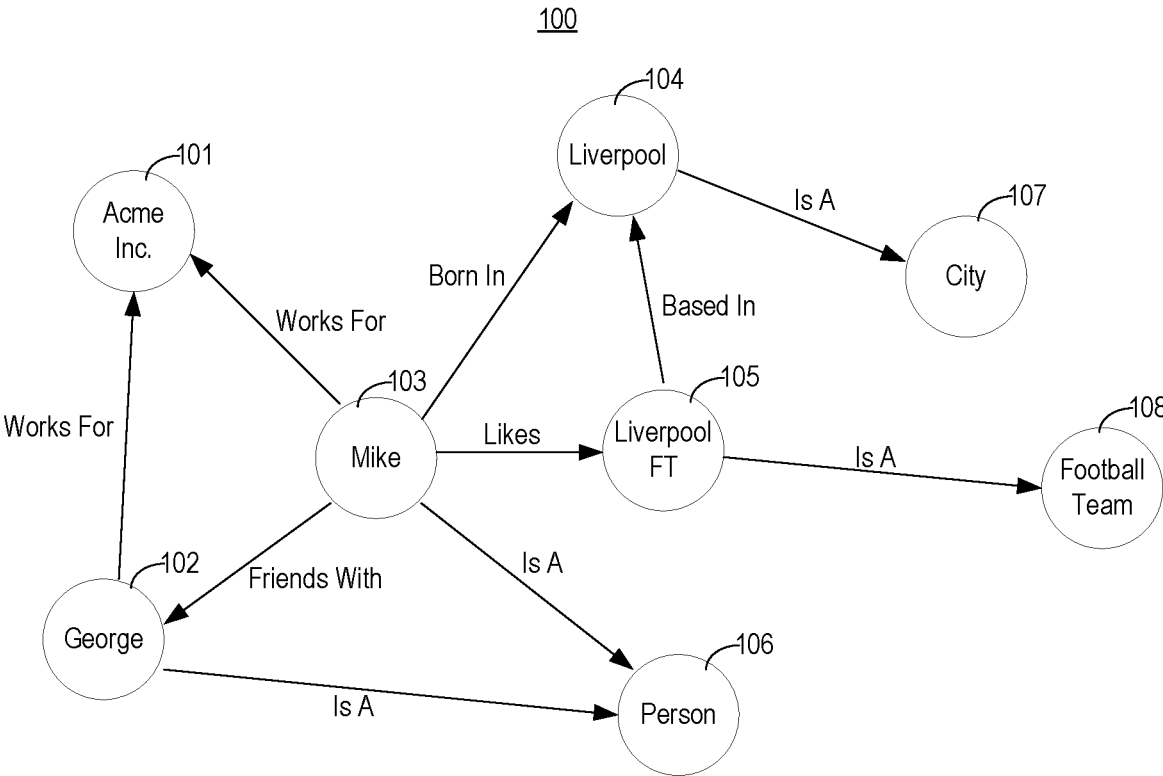 100
104
Liverpool
101
Acme
Inc.
Is A
107
City
Born In
Based In
Works For
103
Mike
105
Liverpool
FT
Likes
Works For
Is A
108
Football
Team
102
George
Friends With
Is A
106
Person
Is A